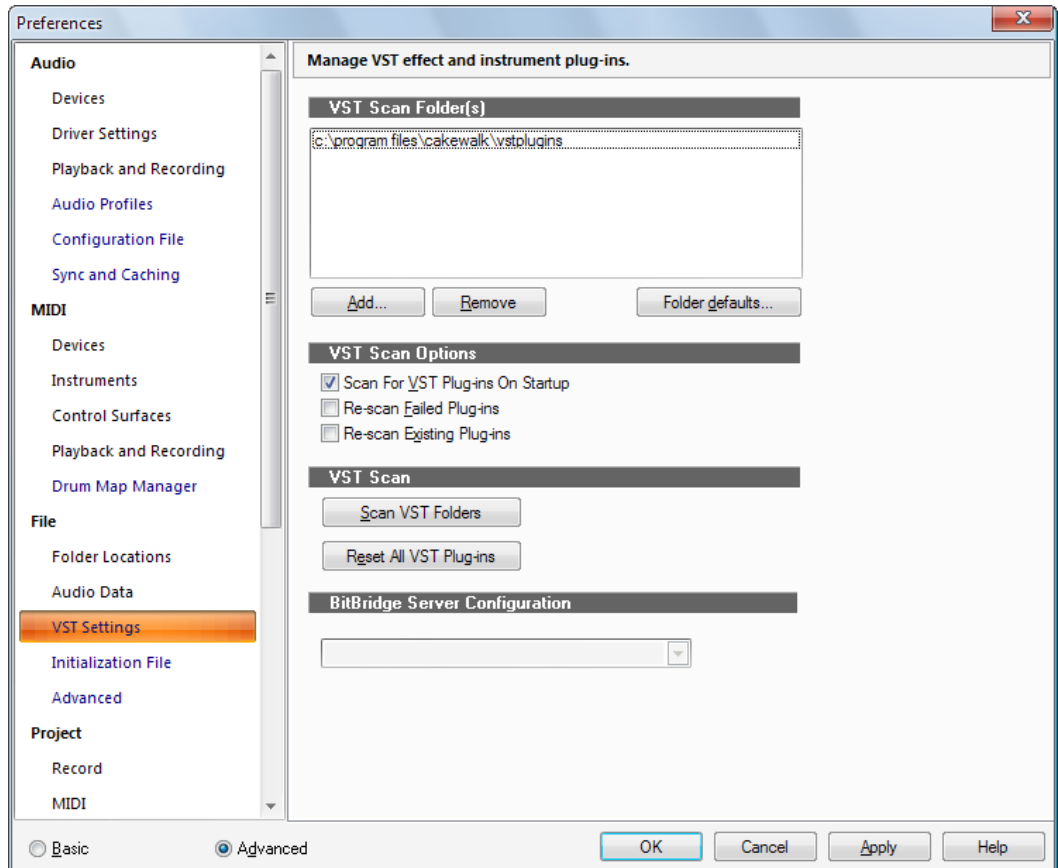 Preferences
Audio
Devices
Driver Settings
Playback and Recording
Audio Profiles
Configuration File
Sync and Caching
MIDI
Devices
Instruments
Control Surfaces
Playback and Recording
Drum Map Manager
File
Folder Locations
Audio Data
VST Settings
Initialization File
Advanced
Project
Record
MIDI
Basic
Advanced
Manage VST effect and instrument plug-ins.
VST Scan Folder(s)
c:\program files\cakewalk\vstplugins
Add...
Remove
Folder defaults...
VST Scan Options
Scan For VST Plug-ins On Startup
Re-scan Failed Plug-ins
Re-scan Existing Plug-ins
VST Scan
Scan VST Folders
Reset All VST Plug-ins
BitBridge Server Configuration
OK
Cancel
Apply
Help